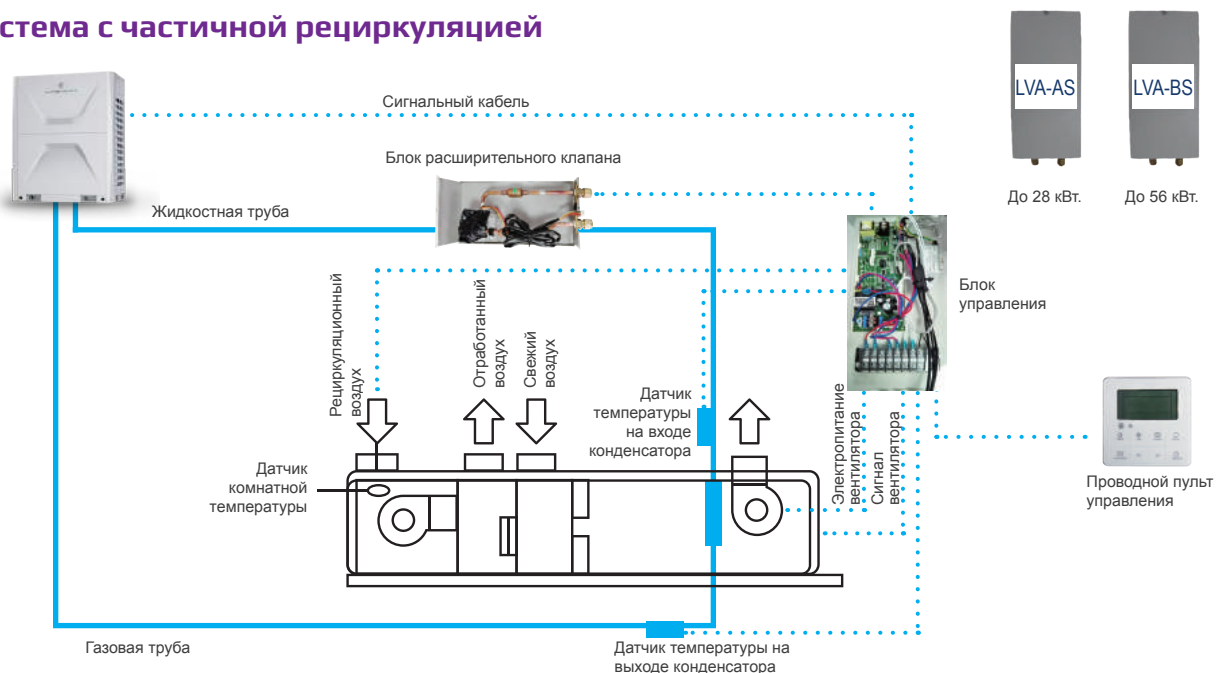 стема с частичной рециркуляцией
LVA-AS
LVA-BS
До 28 кВт.
До 56 кВт.
Сигнальный кабель
Блок расширительного клапана
Жидкостная труба
Блок
управления
Рециркуляционный
воздух
Отработанный
воздух
Свежий
воздух
Датчик
температуры
на входе
конденсатора
Электропитание
вентилятора
Сигнал
вентилятора
Датчик
комнатной
температуры
Проводной пульт
управления
Газовая труба
Датчик температуры на
выходе конденсатора